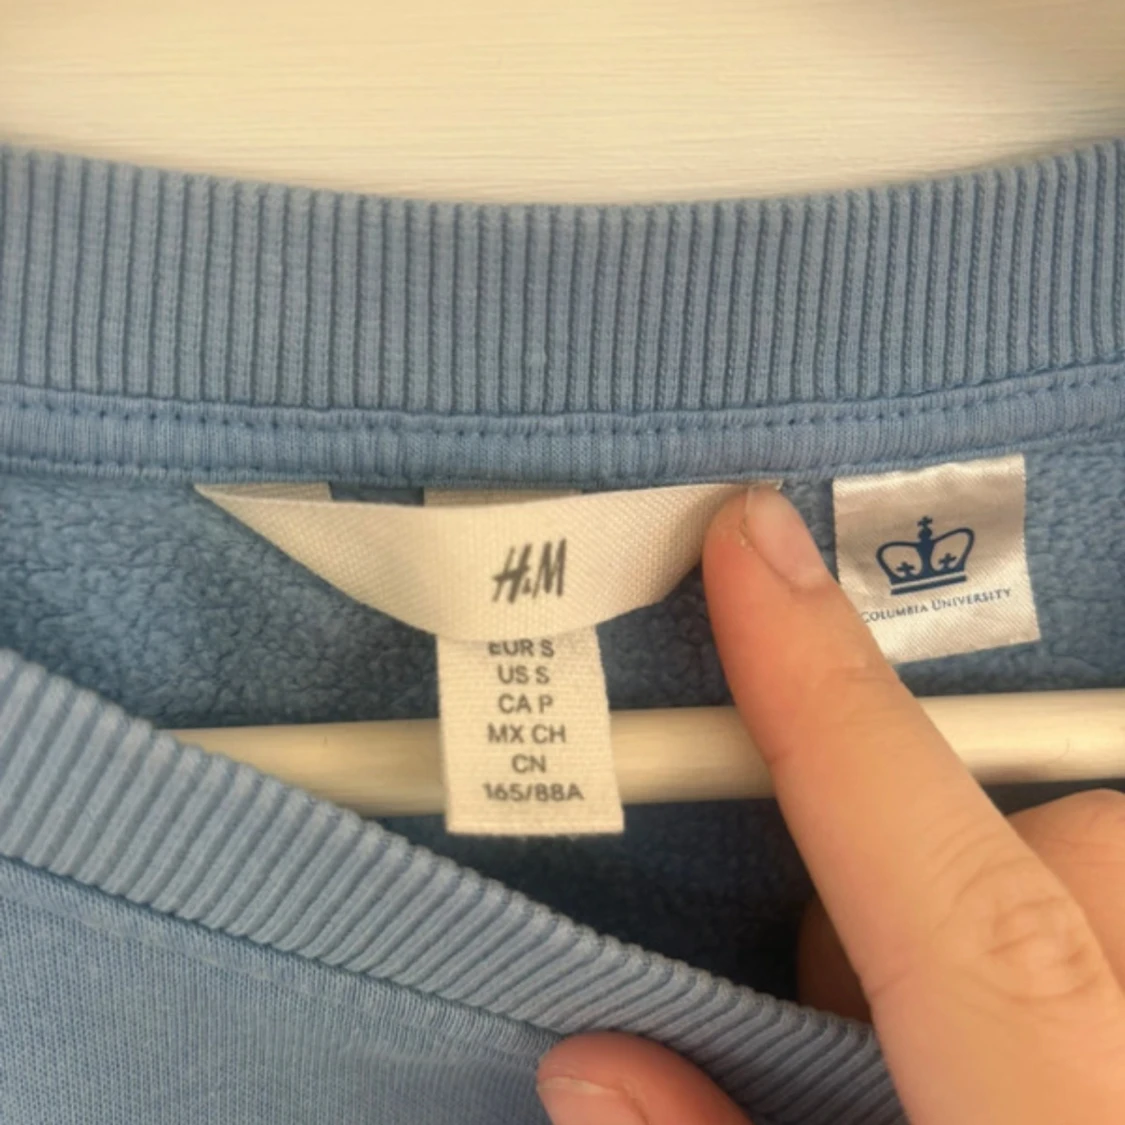 H&M
EUR S
US S
CA P
MX CH
CN
165/88A
COLUMBIA UNIVERSITY